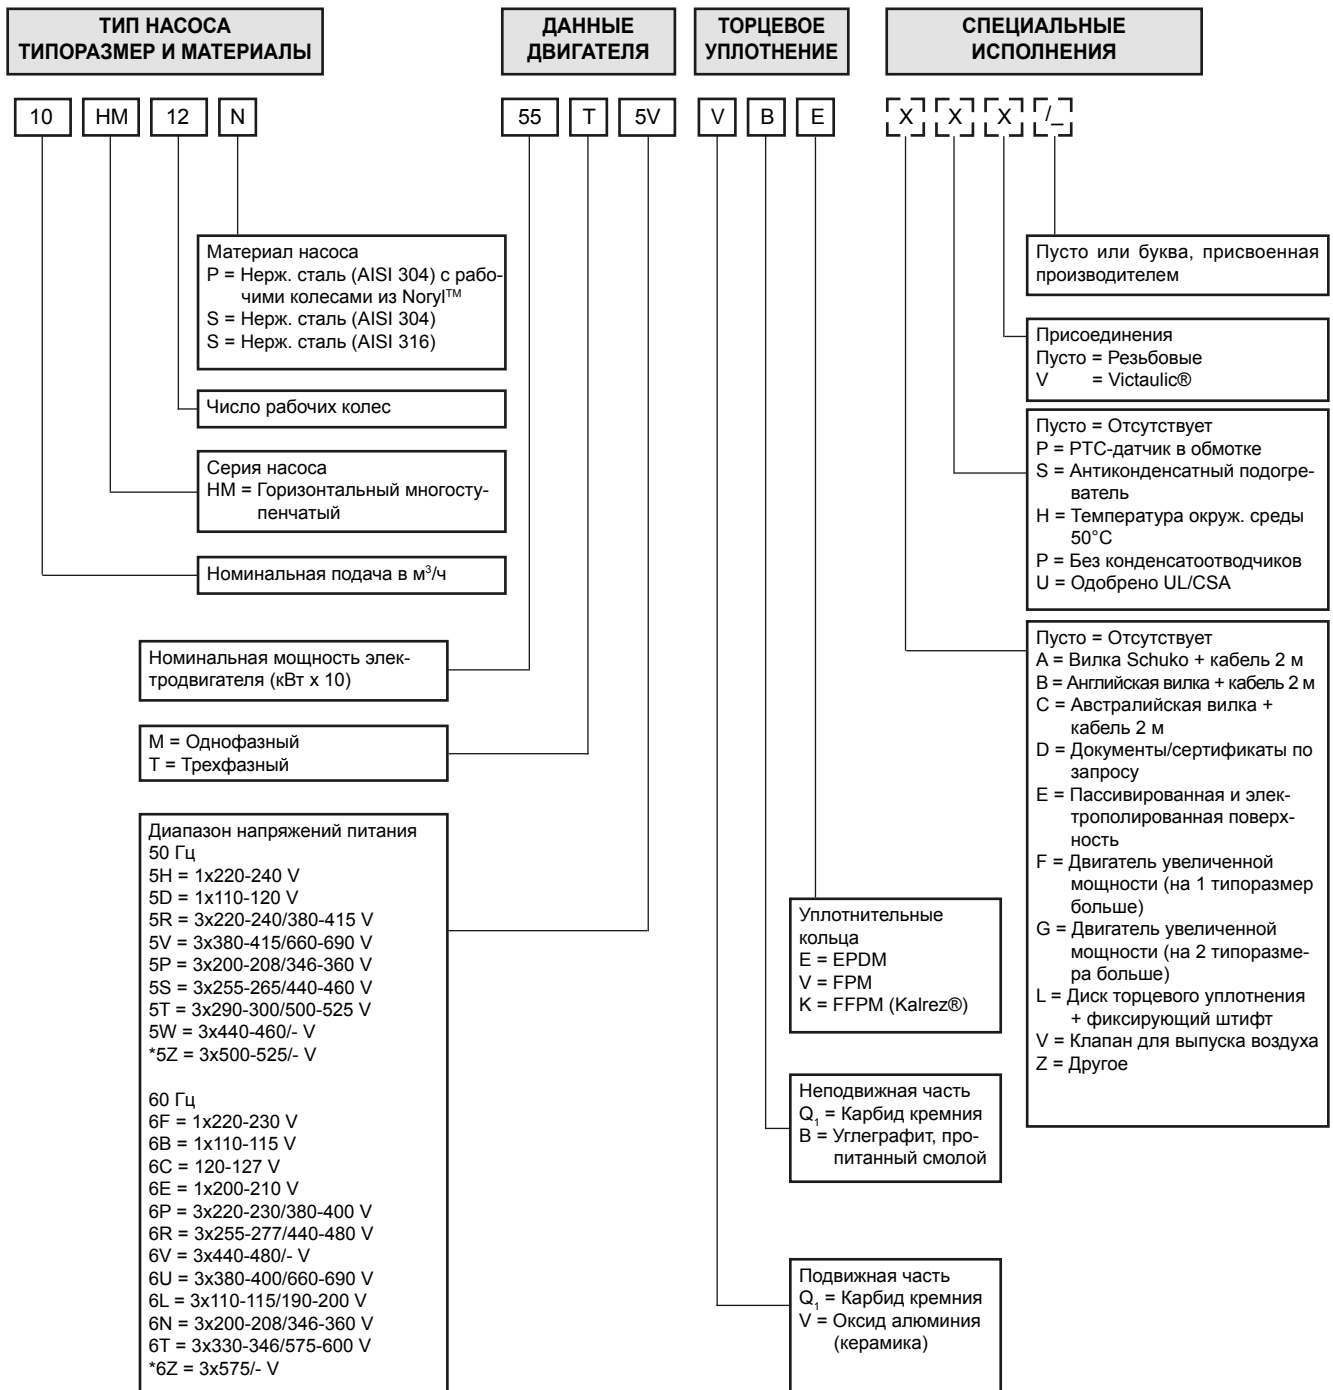 ТИП НАСОСА
ТИПОРАЗМЕР И МАТЕРИАЛЫ
ДАННЫЕ
ДВИГАТЕЛЯ
ТОРЦЕВОЕ
УПЛОТНЕНИЕ
СПЕЦИАЛЬНЫЕ
ИСПОЛНЕНИЯ
10 HM 12 N 55 T 5V V B E X X X /_
Материал насоса
P = Нерж. сталь (AISI 304) с рабо-
чими колесами из Noryl™
S = Нерж. сталь (AISI 304)
S = Нерж. сталь (AISI 316)
Число рабочих колес
Серия насоса
HM = Горизонтальный многосту-
пенчатый
Номинальная подача в м³/ч
Номинальная мощность элек-
тродвигателя (кВт x 10)
M = Однофазный
T = Трехфазный
Диапазон напряжений питания
50 Гц
5H = 1x220-240 V
5D = 1x110-120 V
5R = 3x220-240/380-415 V
5V = 3x380-415/660-690 V
5P = 3x200-208/346-360 V
5S = 3x255-265/440-460 V
5T = 3x290-300/500-525 V
5W = 3x440-460/- V
*5Z = 3x500-525/- V
60 Гц
6F = 1x220-230 V
6B = 1x110-115 V
6C = 120-127 V
6E = 1x200-210 V
6P = 3x220-230/380-400 V
6R = 3x255-277/440-480 V
6V = 3x440-480/- V
6U = 3x380-400/660-690 V
6L = 3x110-115/190-200 V
6N = 3x200-208/346-360 V
6T = 3x330-346/575-600 V
*6Z = 3x575/- V
Уплотнительные
кольца
E = EPDM
V = FPM
K = FFPM (Kalrez®)
Неподвижная часть
Q₁ = Карбид кремния
B = Углеграфит, про-
питанный смолой
Подвижная часть
Q₁ = Карбид кремния
V = Оксид алюминия
(керамика)
Пусто или буква, присвоенная
производителем
Присоединения
Пусто = Резьбовые
V = Victaulic®
Пусто = Отсутствует
P = PTC-датчик в обмотке
S = Антиконденсатный подогре-
ватель
H = Температура окруж. среды
50°C
P = Без конденсатоотводчиков
U = Одобрено UL/CSA
Пусто = Отсутствует
A = Вилка Schuko + кабель 2 м
B = Английская вилка + кабель 2 м
C = Австралийская вилка +
кабель 2 м
D = Документы/сертификаты по
запросу
E = Пассивированная и элек-
трополированная поверх-
ность
F = Двигатель увеличенной
мощности (на 1 типоразмер
больше)
G = Двигатель увеличенной
мощности (на 2 типоразме-
ра больше)
L = Диск торцевого уплотнения
+ фиксирующий штифт
V = Клапан для выпуска воздуха
Z = Другое